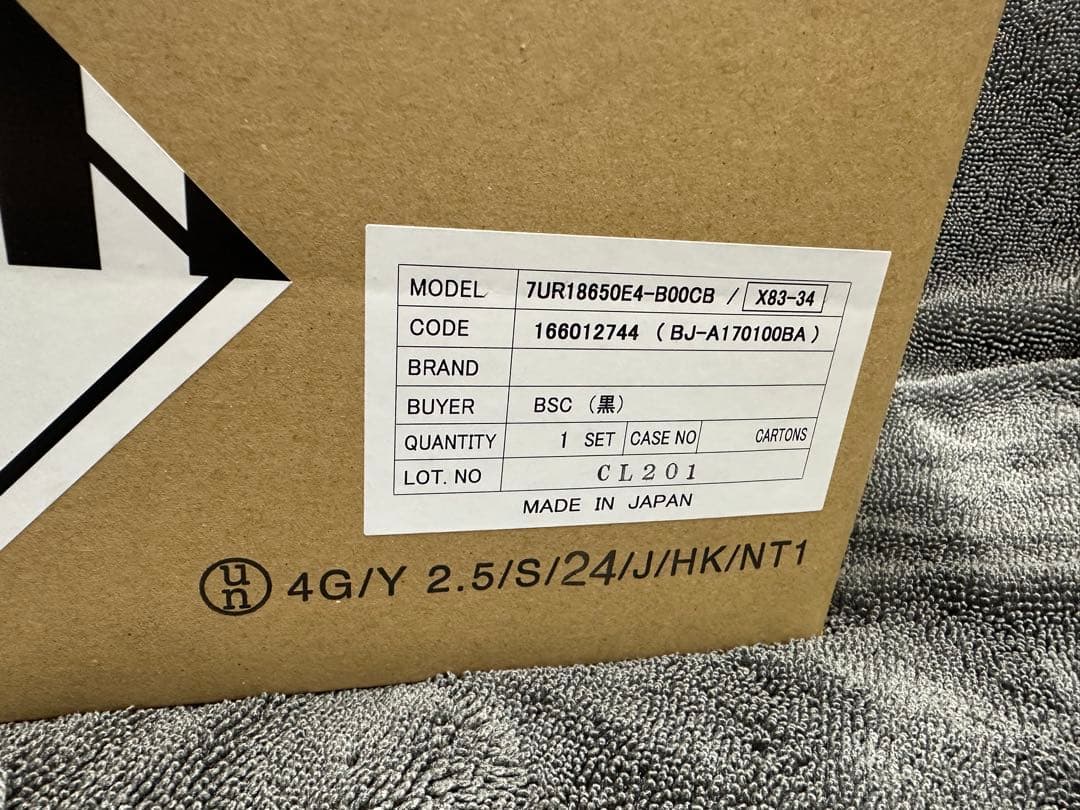 MODEL 7UR18650E4-B00CB / X83-34
CODE 166012744 ( BJ-A170100BA )
BRAND
BUYER BSC (黒)
QUANTITY 1 SET CASE NO CARTONS
LOT. NO CL201
MADE IN JAPAN
un 4G/Y 2.5/S/24/J/HK/NT1